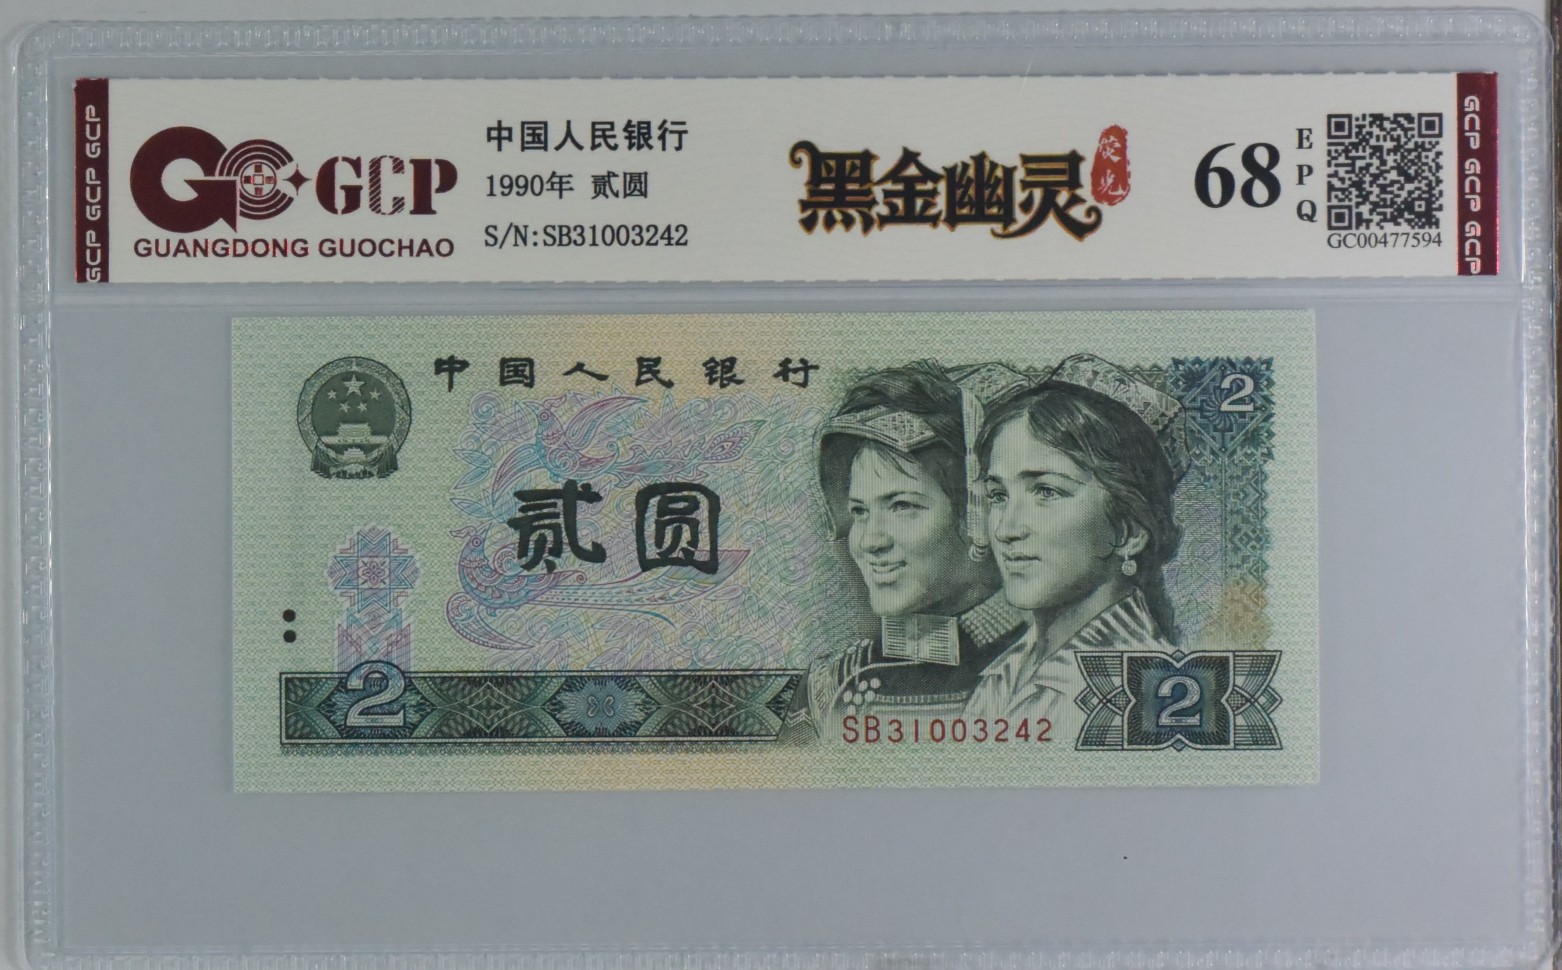 GCP
GUANGDONG GUOCHAO
中国人民银行
1990年 贰圆
S/N:SB31003242
黑金幽灵
荧光
68
EPQ
GC00477594
GCP GCP GCP
GCP GCP GCP
中国人民银行
2
贰圆
2
SB31003242
2